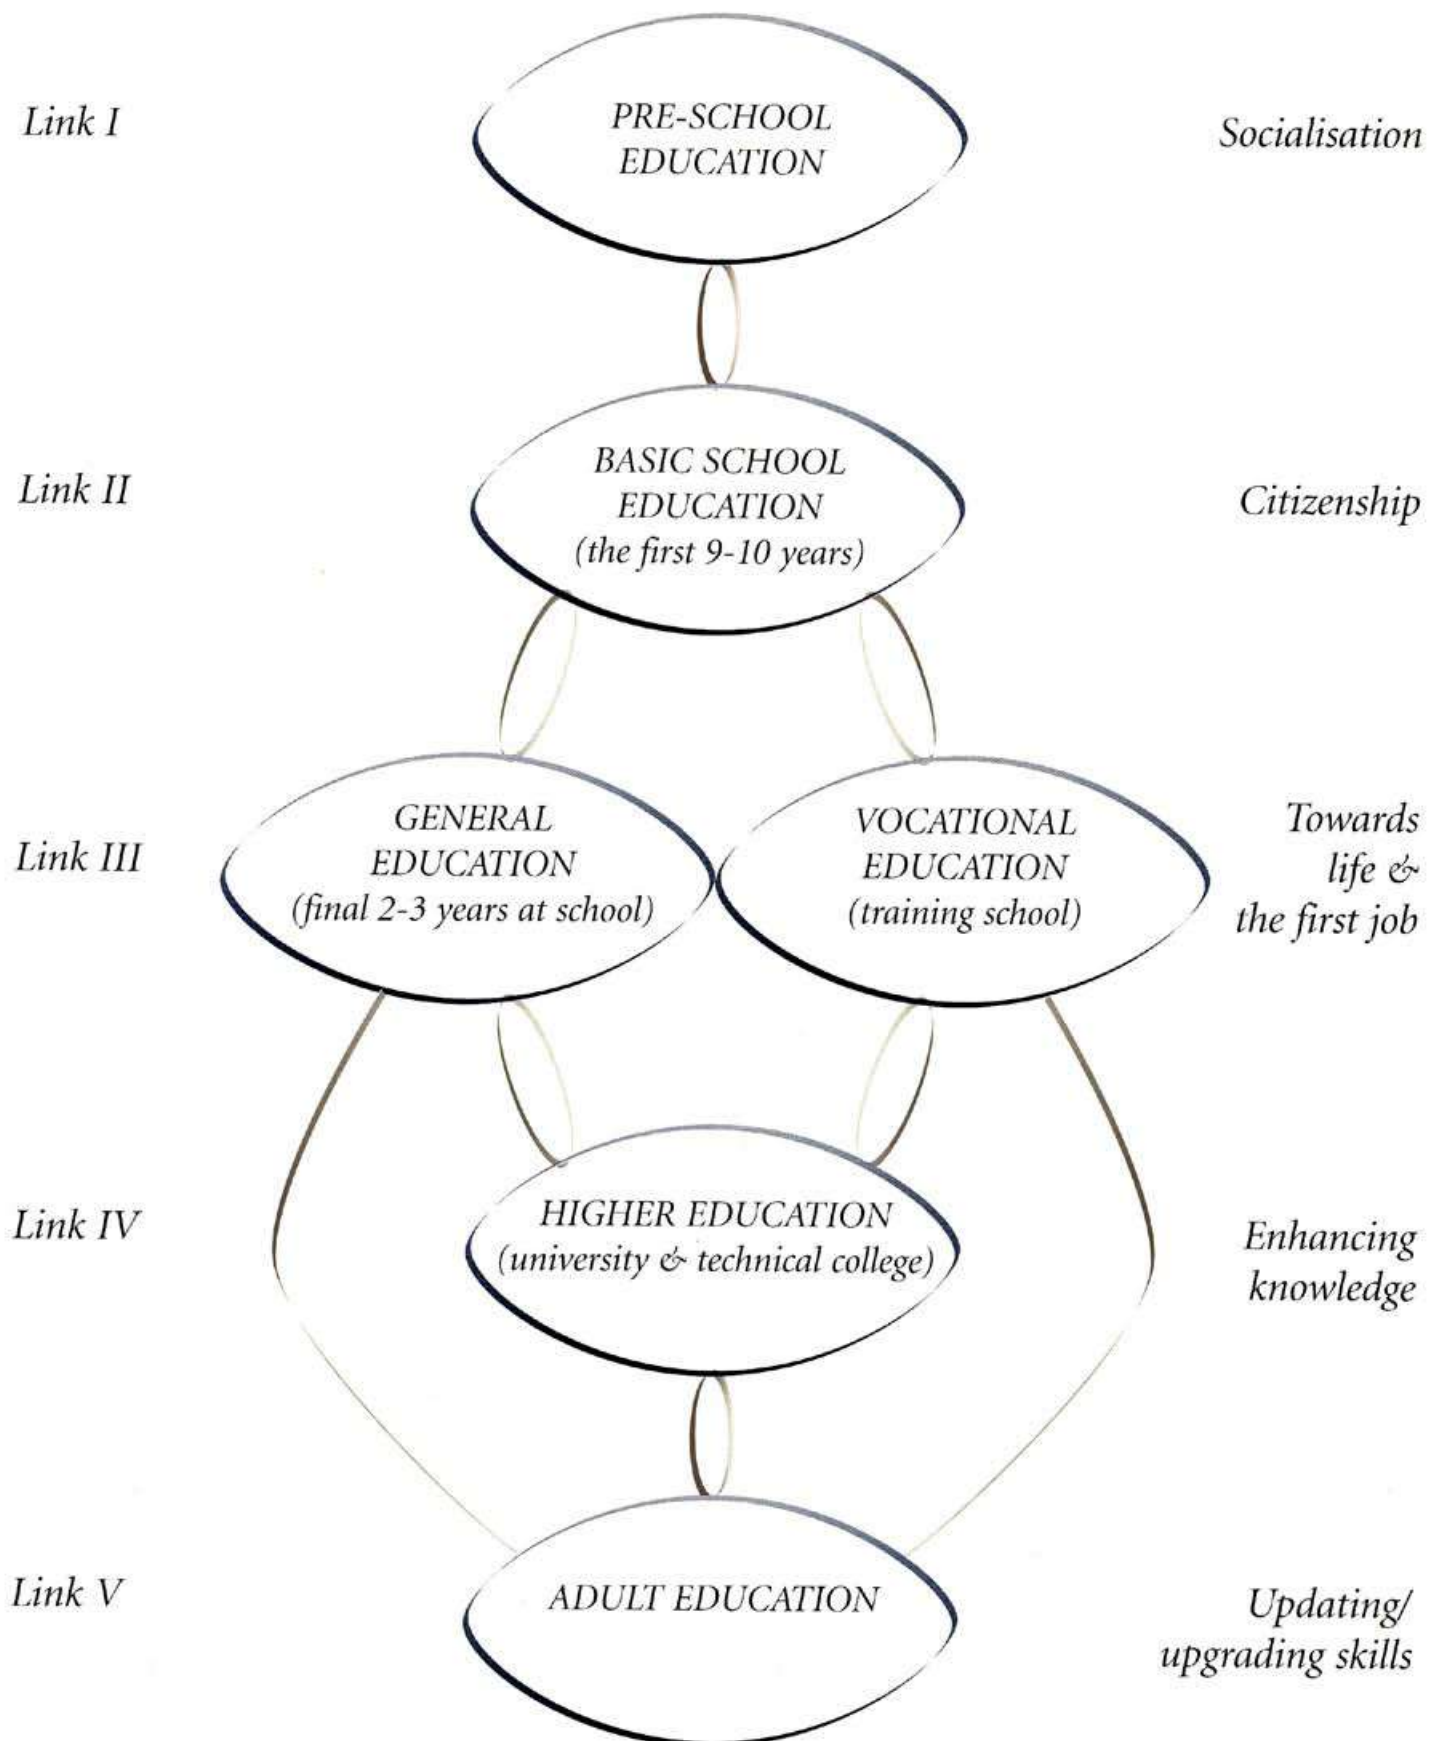 Link I
PRE-SCHOOL
EDUCATION
Socialisation
Link II
BASIC SCHOOL
EDUCATION
(the first 9-10 years)
Citizenship
Link III
GENERAL
EDUCATION
(final 2-3 years at school)
VOCATIONAL
EDUCATION
(training school)
Towards
life &
the first job
Link IV
HIGHER EDUCATION
(university & technical college)
Enhancing
knowledge
Link V
ADULT EDUCATION
Updating/
upgrading skills